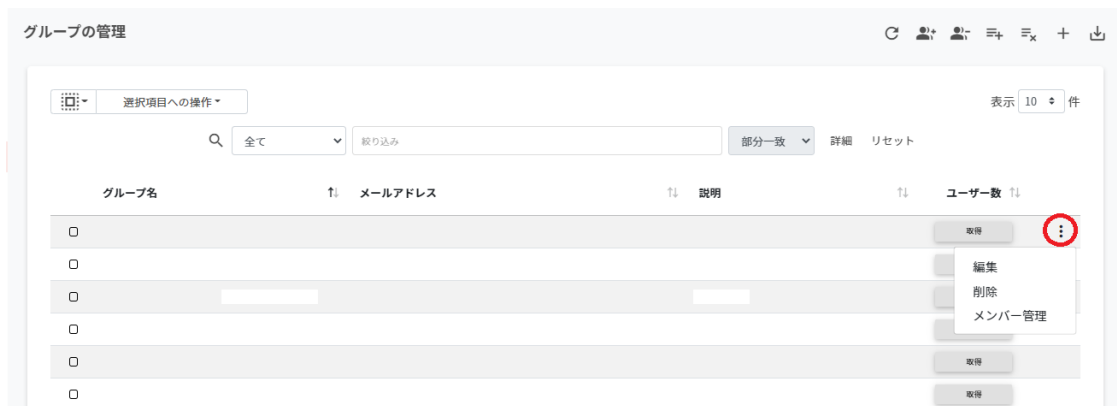 グループの管理
選択項目への操作
表示 10 件
全て 絞り込み 部分一致 詳細 リセット
グループ名 メールアドレス 説明 ユーザー数
取得
編集
削除
メンバー管理
取得
取得